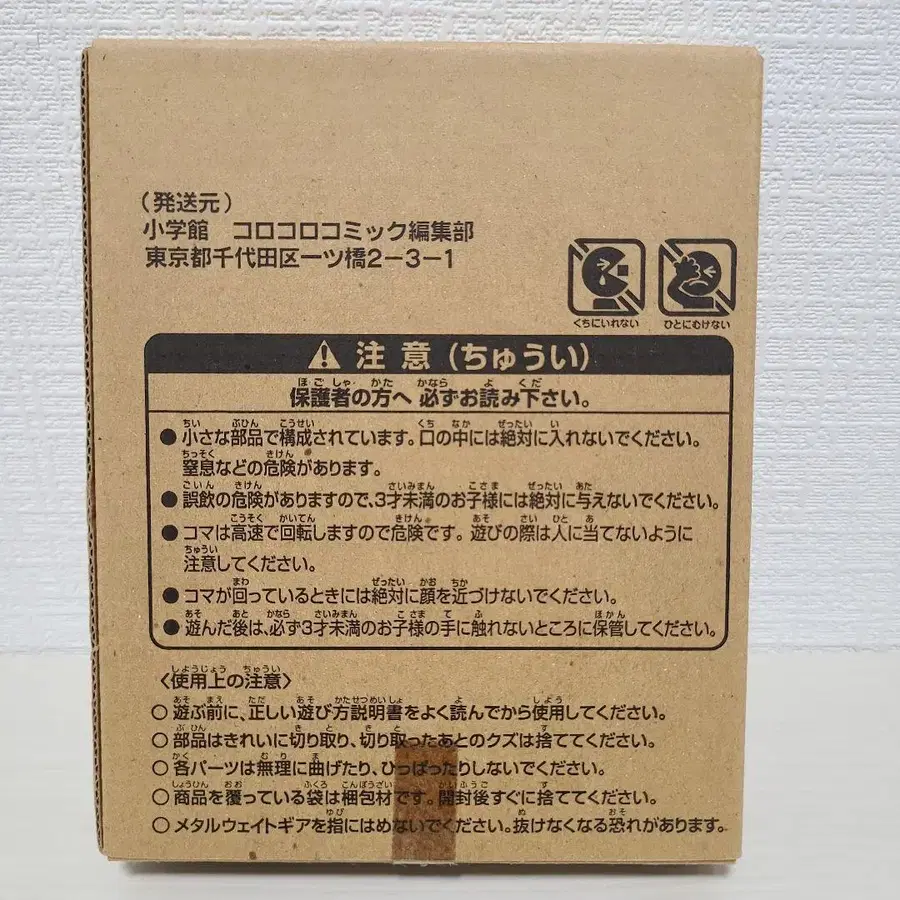 （発送元）
小学館　コロコロコミック編集部
東京都千代田区一ツ橋2-3-1
くちにいれない
ひとにむけない
注意（ちゅうい）
保護者の方へ 必ずお読み下さい。
●小さな部品で構成されています。口の中には絶対に入れないでください。
窒息などの危険があります。
●誤飲の危険がありますので、3才未満のお子様には絶対に与えないでください。
●コマは高速で回転しますので危険です。遊びの際は人に当てないように
注意してください。
●コマが回っているときには絶対に顔を近づけないでください。
●遊んだ後は、必ず3才未満のお子様の手に触れないところに保管してください。
〈使用上の注意〉
○遊ぶ前に、正しい遊び方説明書をよく読んでから使用してください。
○部品はきれいに切り取り、切り取ったあとのクズは捨ててください。
○各パーツは無理に曲げたり、ひっぱったりしないでください。
○商品を覆っている袋は梱包材です。開封後すぐに捨ててください。
○メタルウェイトギアを指にはめないでください。抜けなくなる恐れがあります。